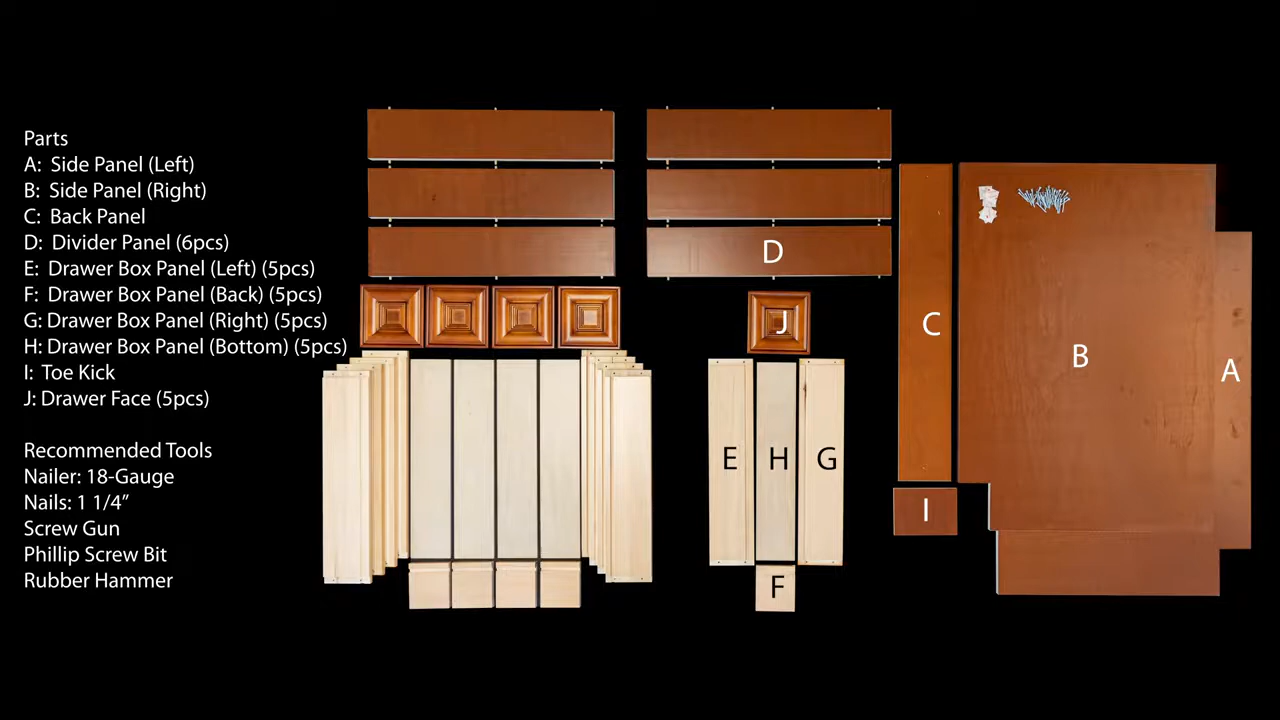 Parts
A: Side Panel (Left)
B: Side Panel (Right)
C: Back Panel
D: Divider Panel (6pcs)
E: Drawer Box Panel (Left) (5pcs)
F: Drawer Box Panel (Back) (5pcs)
G: Drawer Box Panel (Right) (5pcs)
H: Drawer Box Panel (Bottom) (5pcs)
I: Toe Kick
J: Drawer Face (5pcs)
Recommended Tools
Nailer: 18-Gauge
Nails: 1 1/4”
Screw Gun
Phillip Screw Bit
Rubber Hammer
D
J
C
B
A
E
H
G
I
F